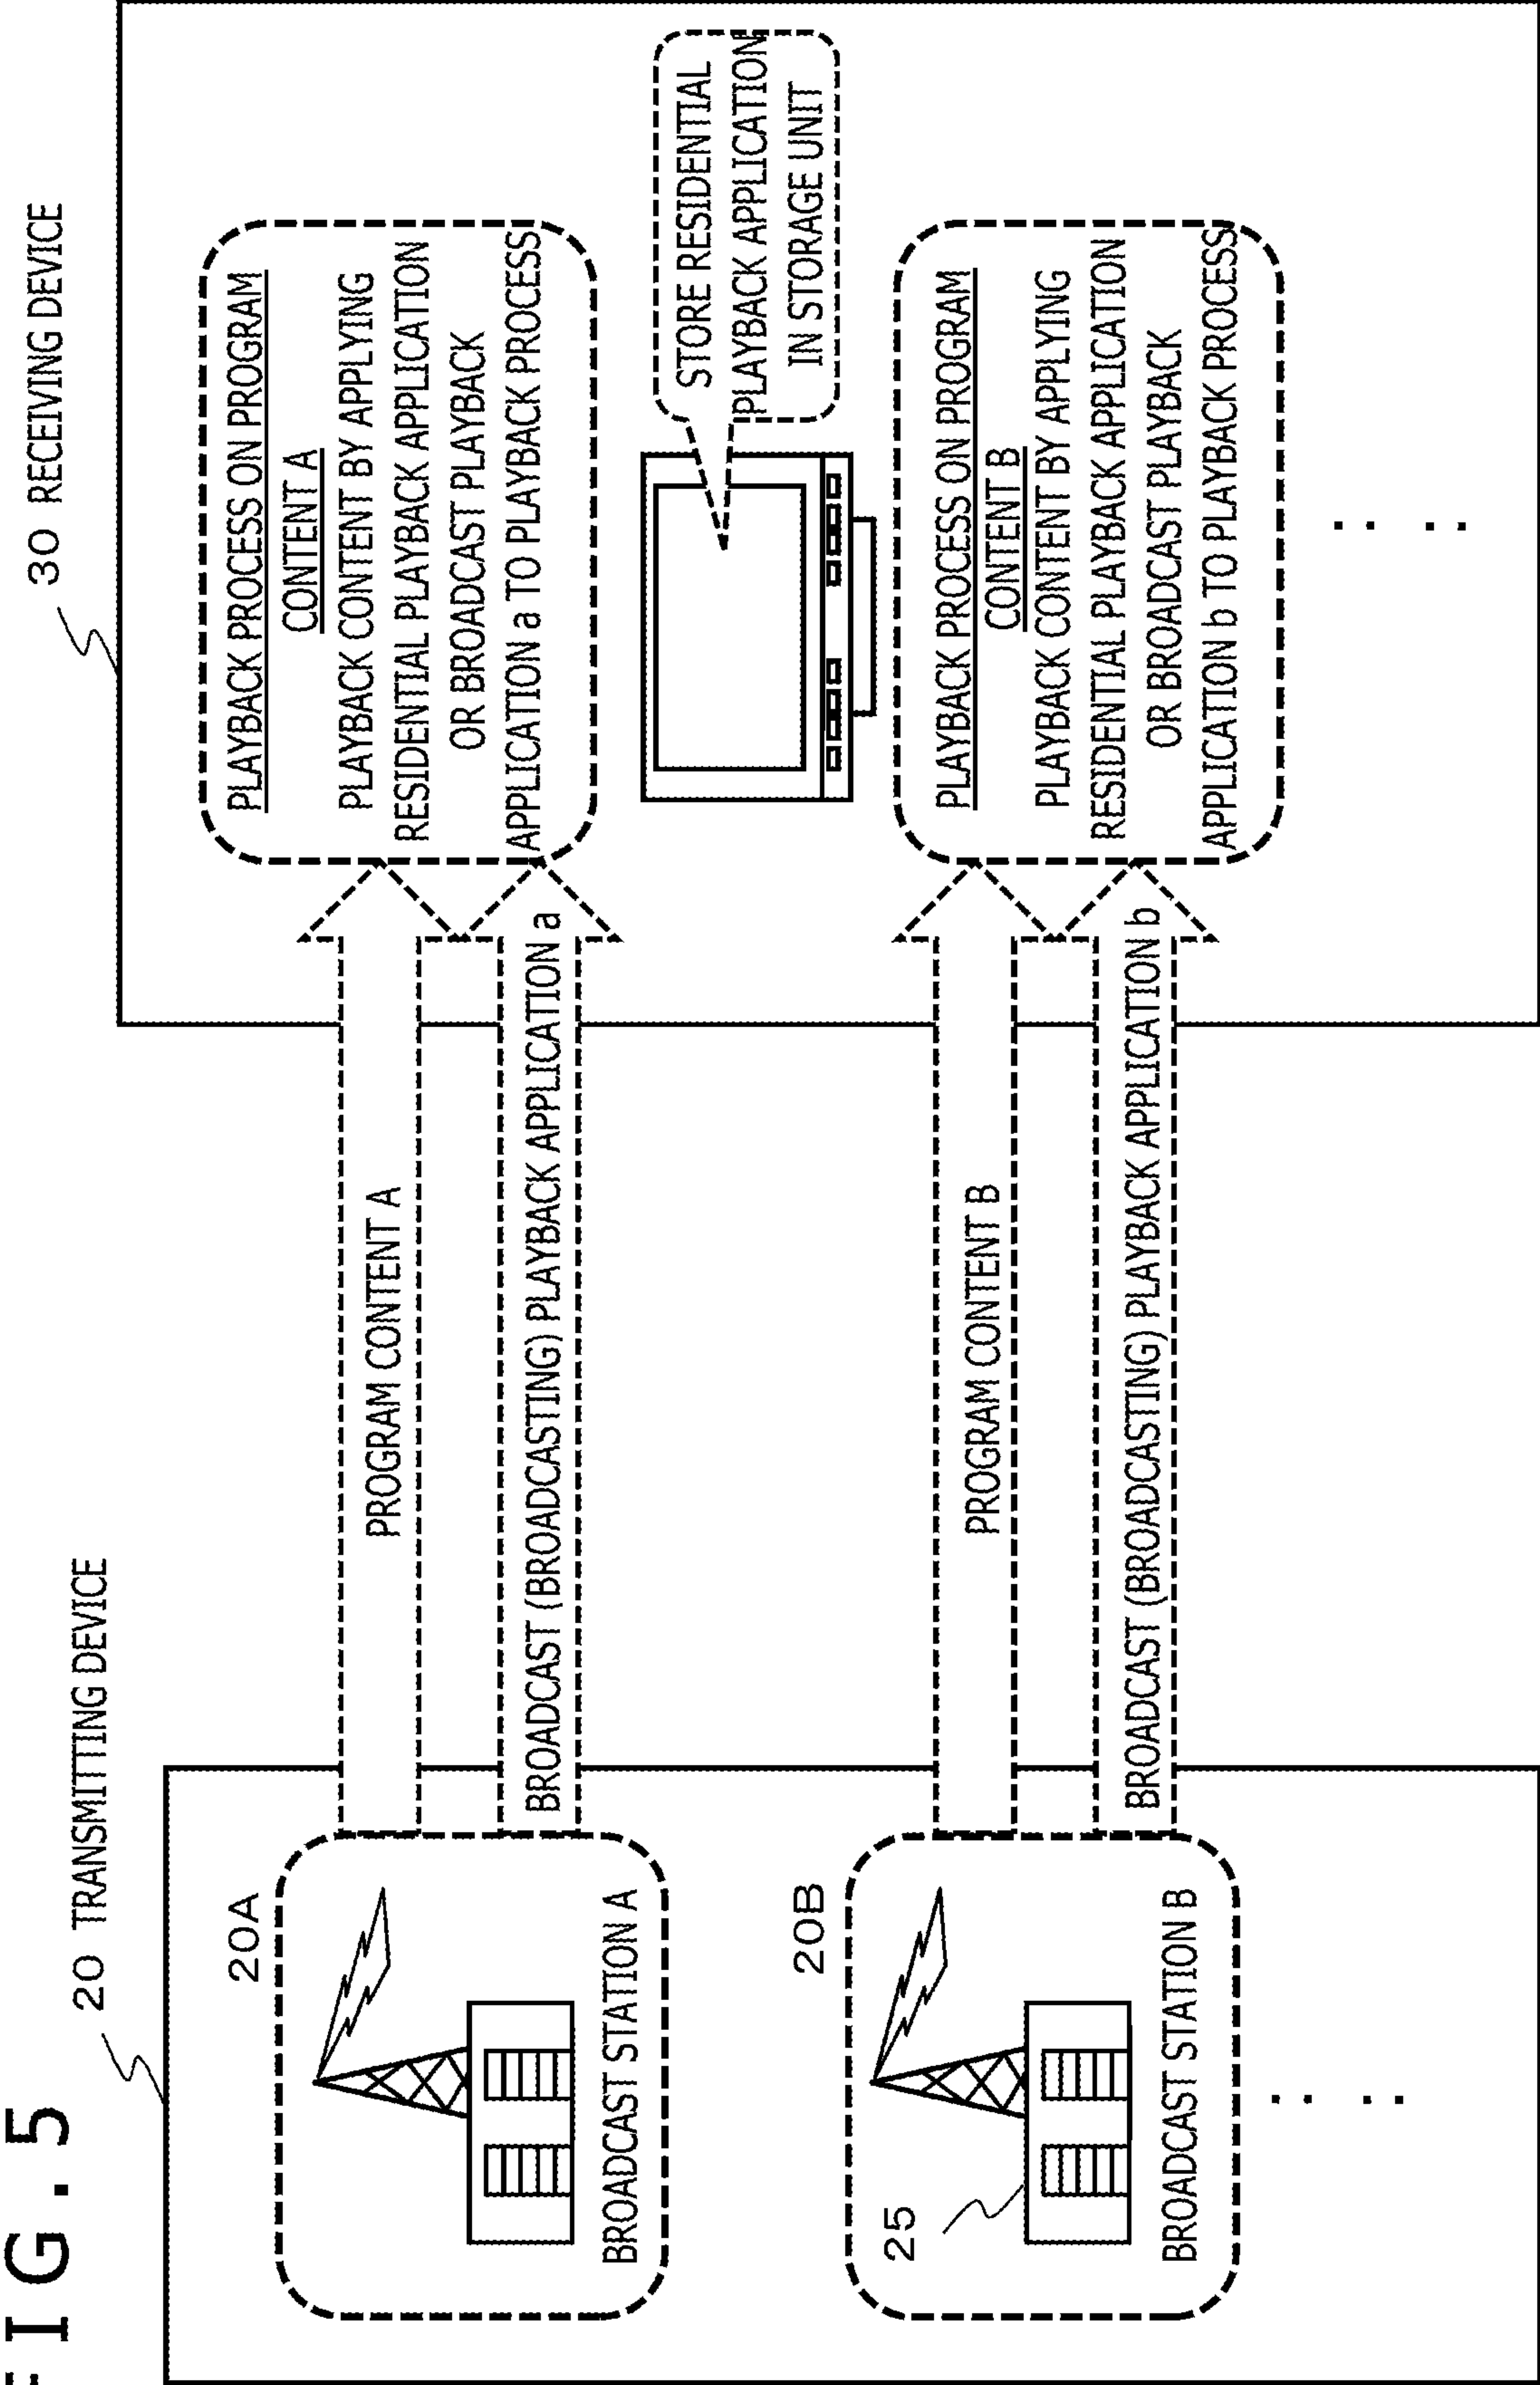 FIG. 5
20 TRANSMITTING DEVICE
30 RECEIVING DEVICE
20A
BROADCAST STATION A
PROGRAM CONTENT A
BROADCAST (BROADCASTING) PLAYBACK APPLICATION a
PLAYBACK PROCESS ON PROGRAM
CONTENT A
PLAYBACK CONTENT BY APPLYING
RESIDENTIAL PLAYBACK APPLICATION
OR BROADCAST PLAYBACK
APPLICATION a TO PLAYBACK PROCESS
STORE RESIDENTIAL
PLAYBACK APPLICATION
IN STORAGE UNIT
20B
25
BROADCAST STATION B
PROGRAM CONTENT B
BROADCAST (BROADCASTING) PLAYBACK APPLICATION b
PLAYBACK PROCESS ON PROGRAM
CONTENT B
PLAYBACK CONTENT BY APPLYING
RESIDENTIAL PLAYBACK APPLICATION
OR BROADCAST PLAYBACK
APPLICATION b TO PLAYBACK PROCESS